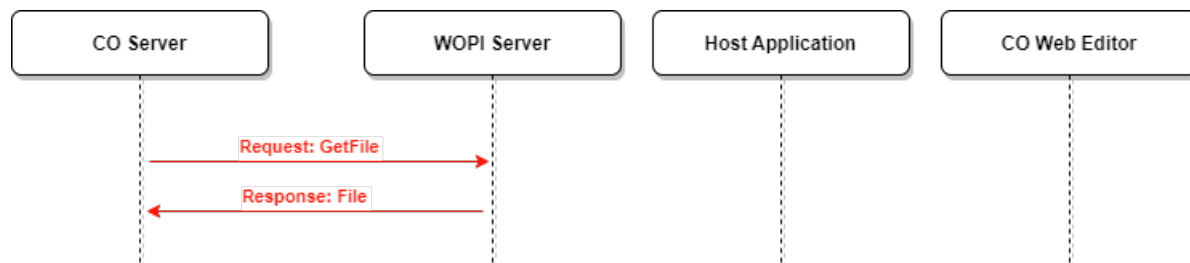 CO Server
WOPI Server
Host Application
CO Web Editor
Request: GetFile
Response: File